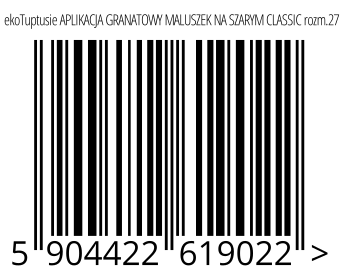 ekoTuptusie APLIKACJA GRANATOWY MALUSZEK NA SZARYM CLASSIC rozm.27
5 904422 619022 >